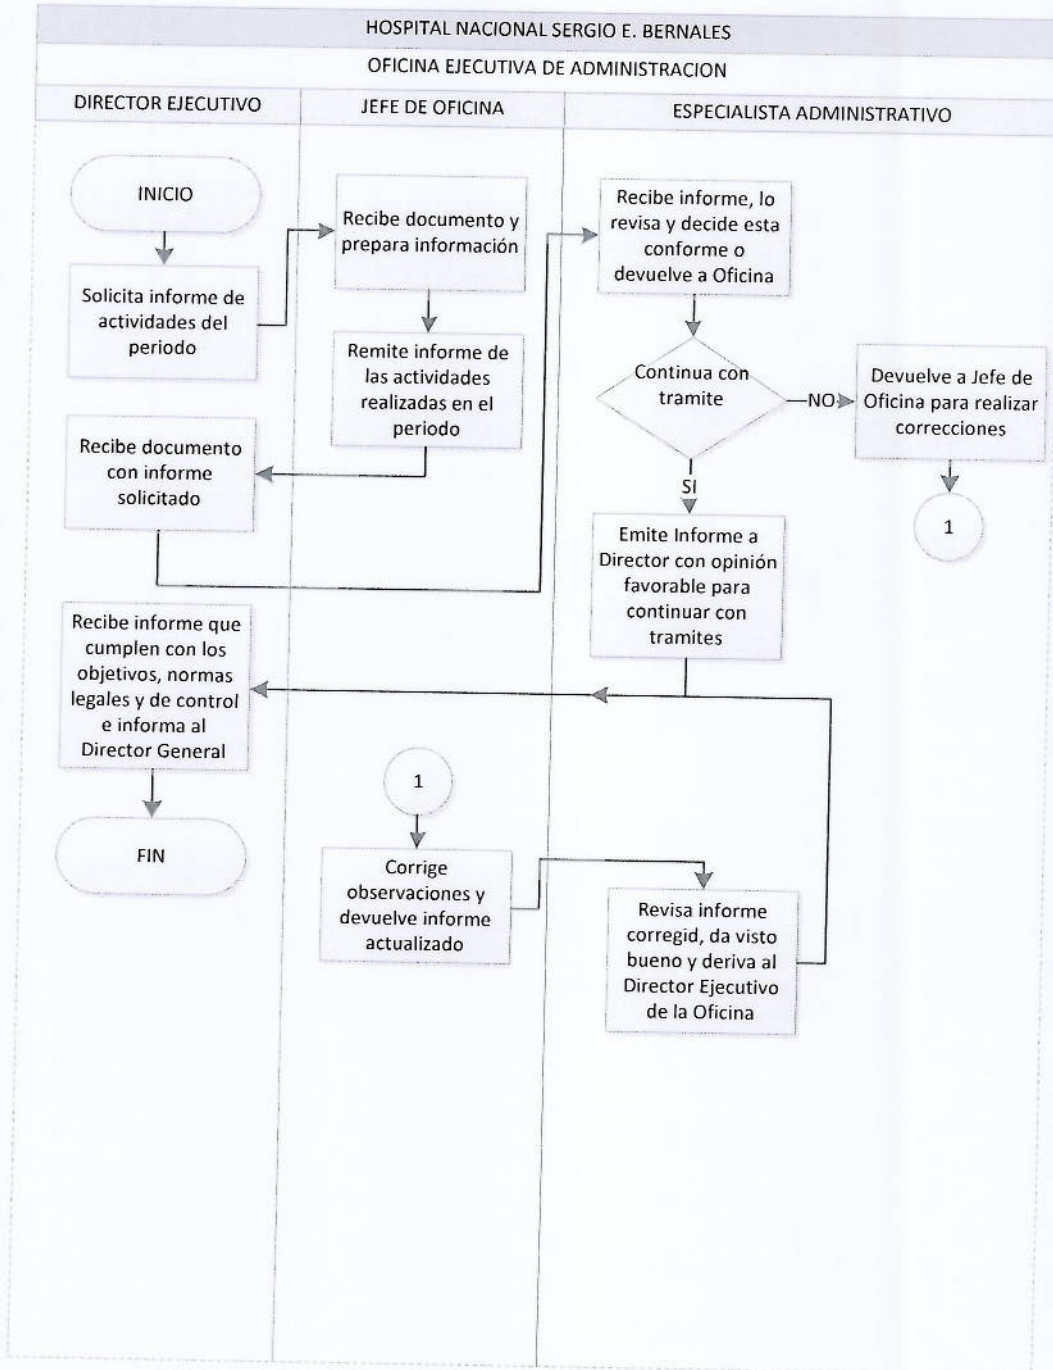 HOSPITAL NACIONAL SERGIO E. BERNALES
OFICINA EJECUTIVA DE ADMINISTRACION
DIRECTOR EJECUTIVO
JEFE DE OFICINA
ESPECIALISTA ADMINISTRATIVO
INICIO
Solicita informe de
actividades del
periodo
Recibe documento y
prepara información
Remite informe de
las actividades
realizadas en el
periodo
Recibe documento
con informe
solicitado
Recibe informe, lo
revisa y decide esta
conforme o
devuelve a Oficina
Continua con
tramite
NO
Devuelve a Jefe de
Oficina para realizar
correcciones
1
SI
Emite Informe a
Director con opinión
favorable para
continuar con
tramites
Recibe informe que
cumplen con los
objetivos, normas
legales y de control
e informa al
Director General
FIN
1
Corrige
observaciones y
devuelve informe
actualizado
Revisa informe
corregid, da visto
bueno y deriva al
Director Ejecutivo
de la Oficina